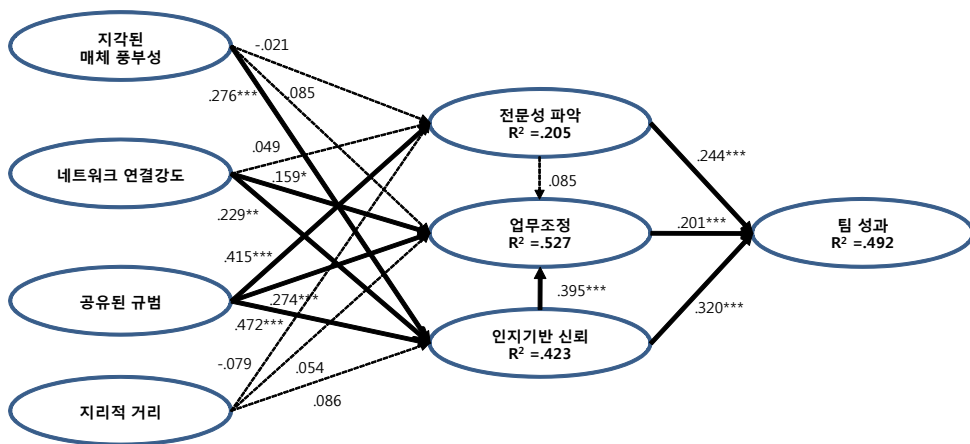 지각된
매체 풍부성
네트워크 연결강도
공유된 규범
지리적 거리
-.021
.276***
.085
.049
.159*
.229**
.415***
.274***
.472***
-.079
.054
.086
전문성 파악
R² =.205
.085
업무조정
R² =.527
.395***
인지기반 신뢰
R² =.423
.244***
.201***
.320***
팀 성과
R² =.492